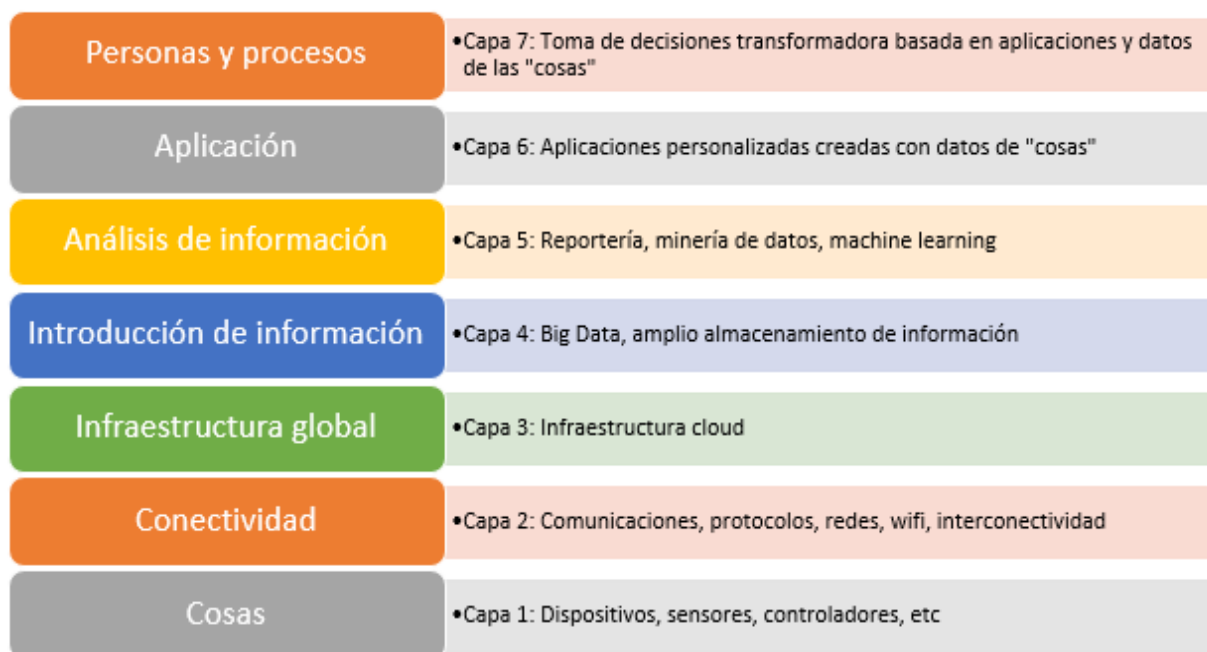 Personas y procesos
•Capa 7: Toma de decisiones transformadora basada en aplicaciones y datos
de las "cosas"
Aplicación
•Capa 6: Aplicaciones personalizadas creadas con datos de "cosas"
Análisis de información
•Capa 5: Reportería, minería de datos, machine learning
Introducción de información
•Capa 4: Big Data, amplio almacenamiento de información
Infraestructura global
•Capa 3: Infraestructura cloud
Conectividad
•Capa 2: Comunicaciones, protocolos, redes, wifi, interconectividad
Cosas
•Capa 1: Dispositivos, sensores, controladores, etc